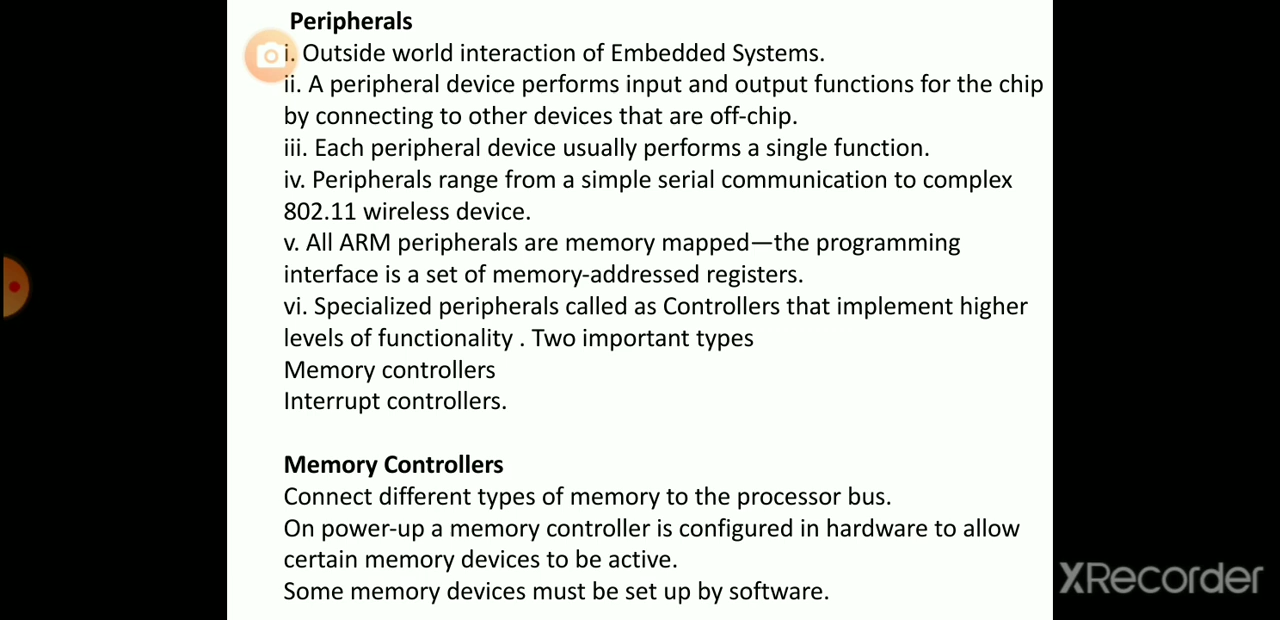 Peripherals
i. Outside world interaction of Embedded Systems.
ii. A peripheral device performs input and output functions for the chip
by connecting to other devices that are off-chip.
iii. Each peripheral device usually performs a single function.
iv. Peripherals range from a simple serial communication to complex
802.11 wireless device.
v. All ARM peripherals are memory mapped—the programming
interface is a set of memory-addressed registers.
vi. Specialized peripherals called as Controllers that implement higher
levels of functionality . Two important types
Memory controllers
Interrupt controllers.
Memory Controllers
Connect different types of memory to the processor bus.
On power-up a memory controller is configured in hardware to allow
certain memory devices to be active.
Some memory devices must be set up by software.
XRecorder